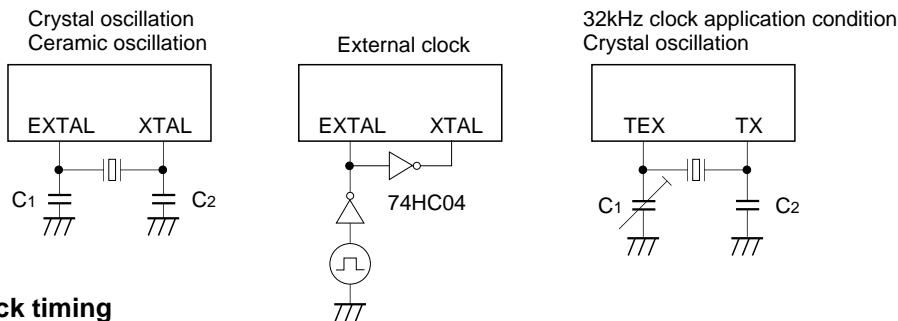 Crystal oscillation
Ceramic oscillation
EXTAL XTAL
C1 C2
External clock
EXTAL XTAL
74HC04
32kHz clock application condition
Crystal oscillation
TEX TX
C1 C2
timing